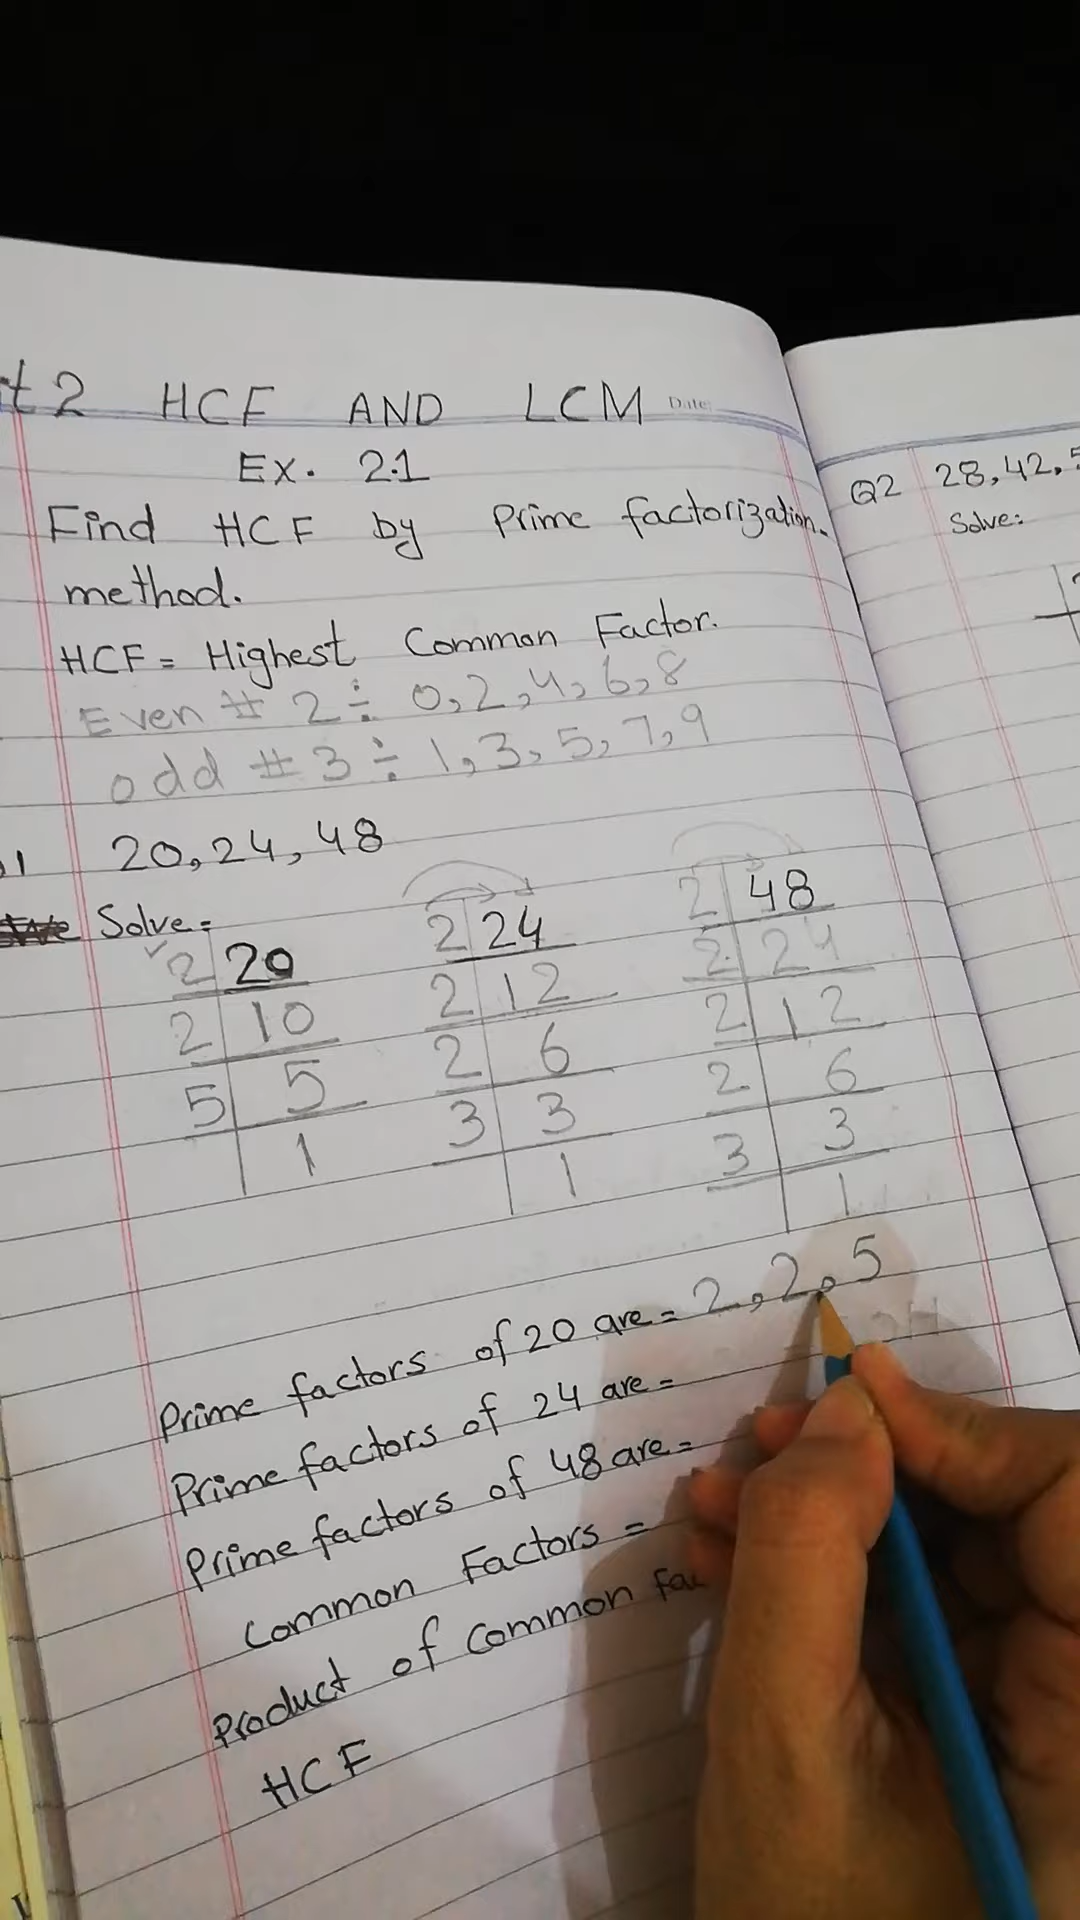 t 2 HCF AND LCM Date:
Ex. 2.1
Find HCF by Prime factorization.
method.
HCF = Highest Common Factor.
Even # 2 ÷ 0,2,4,6,8
odd # 3 ÷ 1,3,5,7,9
1 20,24,48
Solve=
2 20
2 10
5 5
1
2 24
2 12
2 6
3 3
1
2 48
2 24
2 12
2 6
3 3
1
Prime factors of 20 are = 2,2,5
Prime factors of 24 are =
Prime factors of 48 are =
Common Factors =
Product of Common fac
HCF
Q2 28,42,5
Solve: